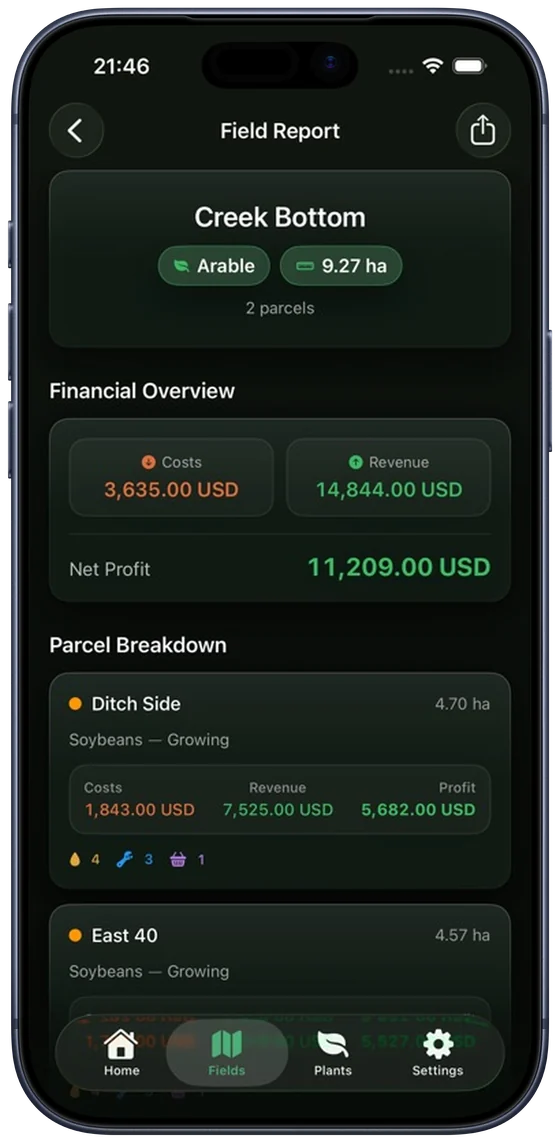 21:46
Field Report
Creek Bottom
Arable 9.27 ha
2 parcels
Financial Overview
Costs Revenue
3,635.00 USD 14,844.00 USD
Net Profit 11,209.00 USD
Parcel Breakdown
Ditch Side 4.70 ha
Soybeans — Growing
Costs Revenue Profit
1,843.00 USD 7,525.00 USD 5,682.00 USD
4 3 1
East 40 4.57 ha
Soybeans — Growing
Home Fields Plants Settings